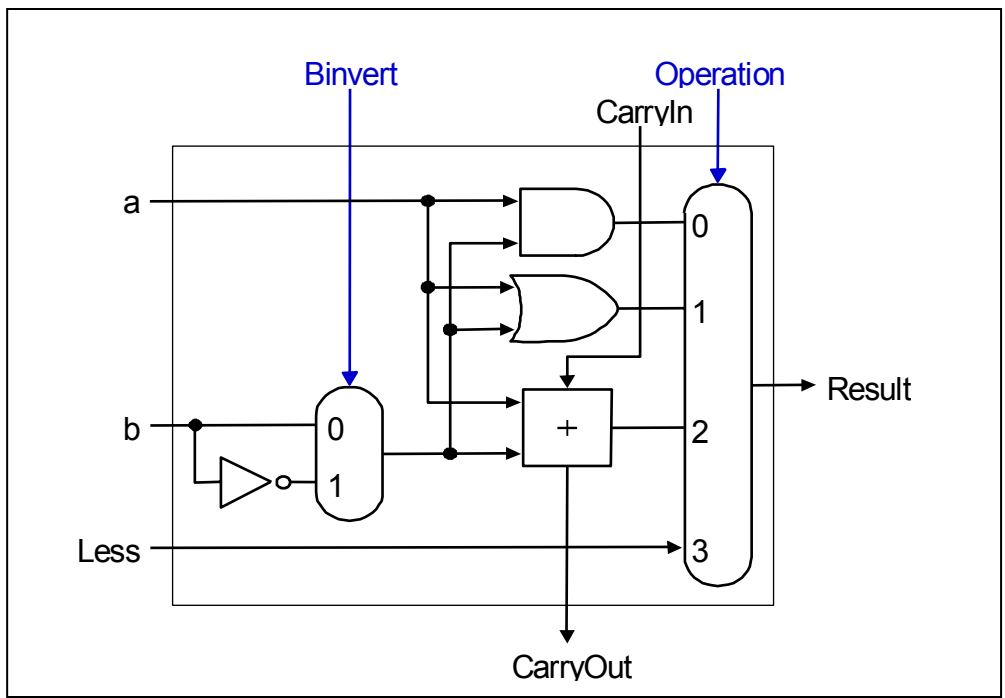 Binvert
Operation
CarryIn
a
0
1
+
2
Result
b
0
1
Less
3
CarryOut